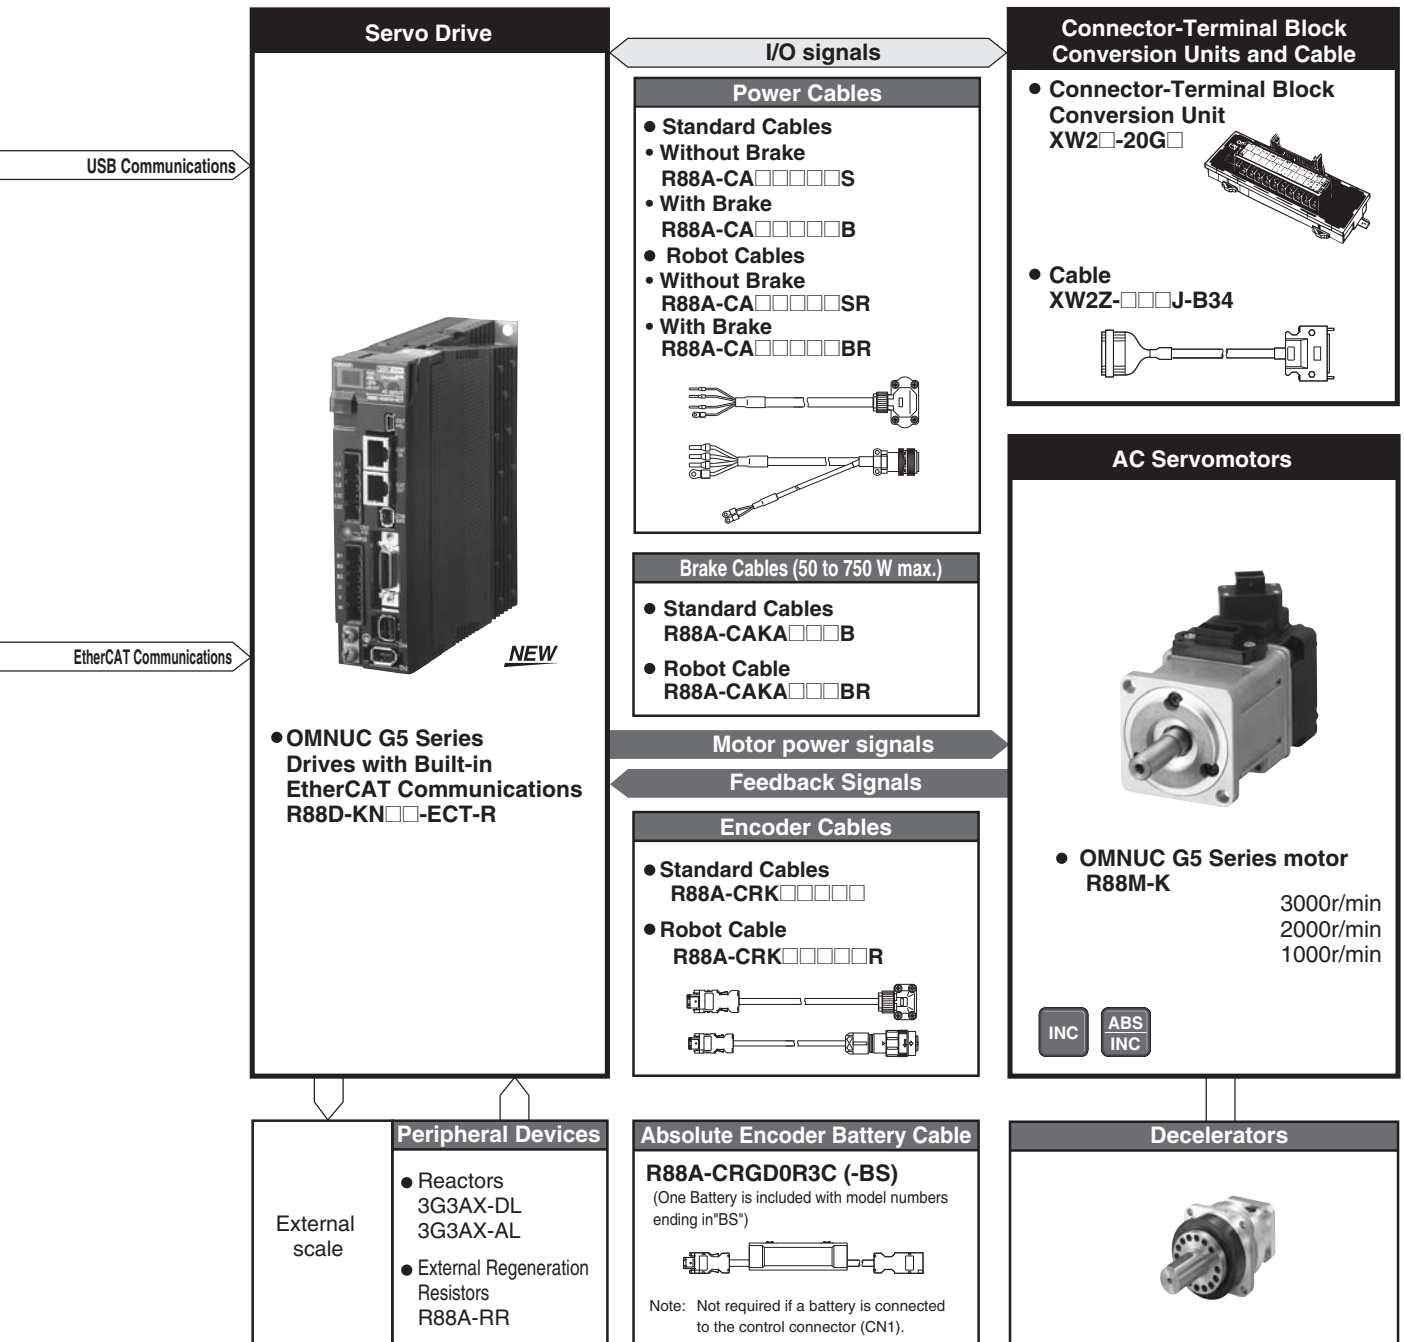 Servo Drive
USB Communications
EtherCAT Communications
NEW
●OMNUC G5 Series
Drives with Built-in
EtherCAT Communications
R88D-KN□□-ECT-R
I/O signals
Power Cables
● Standard Cables
• Without Brake
R88A-CA□□□□□S
• With Brake
R88A-CA□□□□□B
● Robot Cables
• Without Brake
R88A-CA□□□□□SR
• With Brake
R88A-CA□□□□□BR
Brake Cables (50 to 750 W max.)
● Standard Cables
R88A-CAKA□□□B
● Robot Cable
R88A-CAKA□□□BR
Motor power signals
Feedback Signals
Encoder Cables
● Standard Cables
R88A-CRK□□□□□
● Robot Cable
R88A-CRK□□□□□R
Connector-Terminal Block
Conversion Units and Cable
● Connector-Terminal Block
Conversion Unit
XW2□-20G□
● Cable
XW2Z-□□□J-B34
AC Servomotors
● OMNUC G5 Series motor
R88M-K
3000r/min
2000r/min
1000r/min
INC
ABS
INC
External
scale
Peripheral Devices
● Reactors
3G3AX-DL
3G3AX-AL
● External Regeneration
Resistors
R88A-RR
Absolute Encoder Battery Cable
R88A-CRGD0R3C (-BS)
(One Battery is included with model numbers
ending in"BS")
Note: Not required if a battery is connected
to the control connector (CN1).
Decelerators